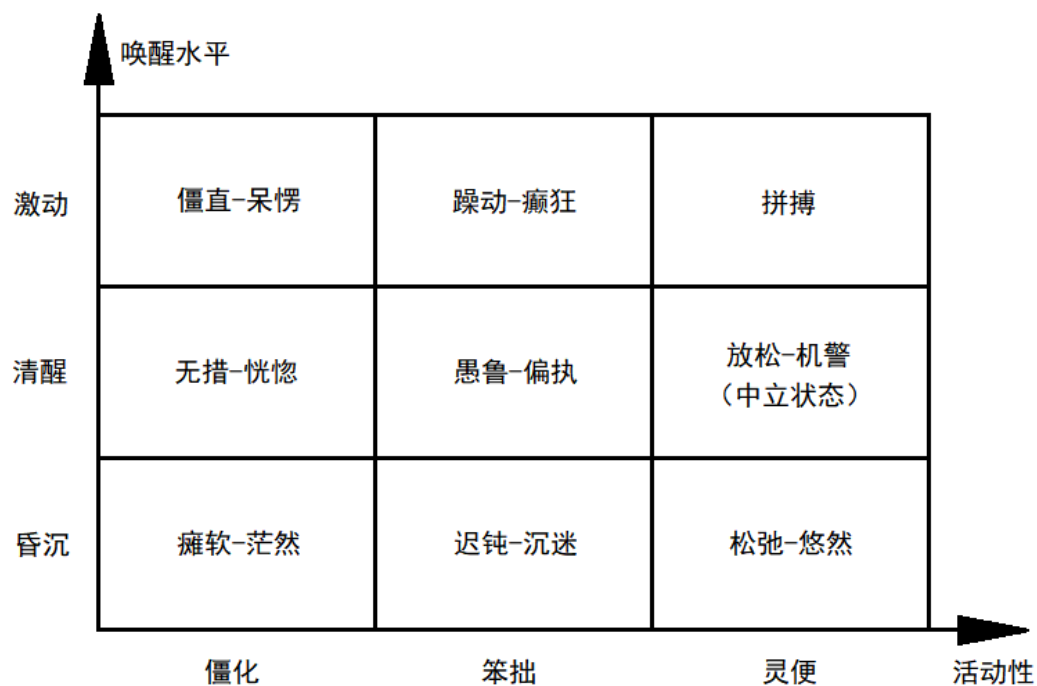 唤醒水平
激动
僵直-呆愣
躁动-癫狂
拼搏
清醒
无措-恍惚
愚鲁-偏执
放松-机警
（中立状态）
昏沉
瘫软-茫然
迟钝-沉迷
松弛-悠然
僵化
笨拙
灵便
活动性